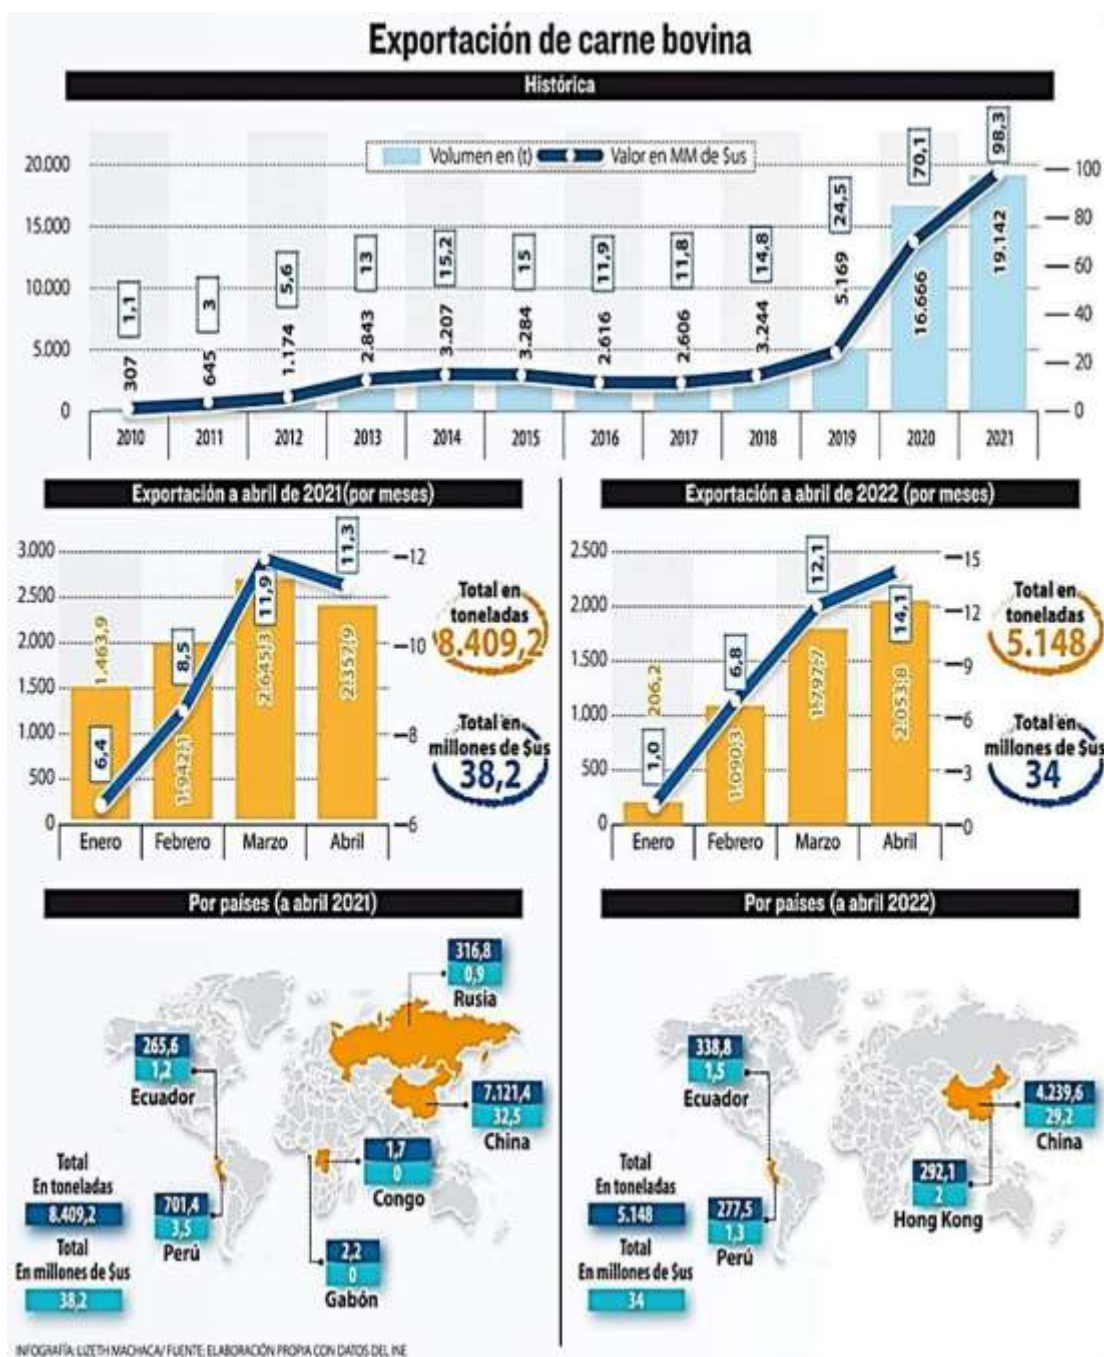 Exportación de carne bovina
Histórica
Volumen en (t) Valor en MM de $us
20.000
15.000
10.000
5.000
0
100
80
60
40
20
0
1,1 3 5,6 13 15,2 15 11,9 11,8 14,8 24,5 70,1 98,3
307 645 1.174 2.843 3.207 3.284 2.616 2.606 3.244 5.169 16.666 19.142
2010 2011 2012 2013 2014 2015 2016 2017 2018 2019 2020 2021
Exportación a abril de 2021(por meses)
3.000
2.500
2.000
1.500
1.000
500
0
12
10
8
6
1.463,9 1.942,1 2.645,3 2.357,9
6,4 8,5 11,9 11,3
Enero Febrero Marzo Abril
Total en
toneladas
8.409,2
Total en
millones de $us
38,2
Exportación a abril de 2022 (por meses)
2.500
2.000
1.500
1.000
500
0
15
12
9
6
3
0
206,2 1.090,3 1.797,7 2.053,8
1,0 6,8 12,1 14,1
Enero Febrero Marzo Abril
Total en
toneladas
5.148
Total en
millones de $us
34
Por países (a abril 2021)
316,8
0,9
Rusia
265,6
1,2
Ecuador
7.121,4
32,5
China
1,7
0
Congo
701,4
3,5
Perú
2,2
0
Gabón
Total
En toneladas
8.409,2
Total
En millones de $us
38,2
Por países (a abril 2022)
338,8
1,5
Ecuador
4.239,6
29,2
China
292,1
2
Hong Kong
277,5
1,3
Perú
Total
En toneladas
5.148
Total
En millones de $us
34
INFOGRAFÍA: LIZETH MACHACA/ FUENTE: ELABORACIÓN PROPIA CON DATOS DEL INE